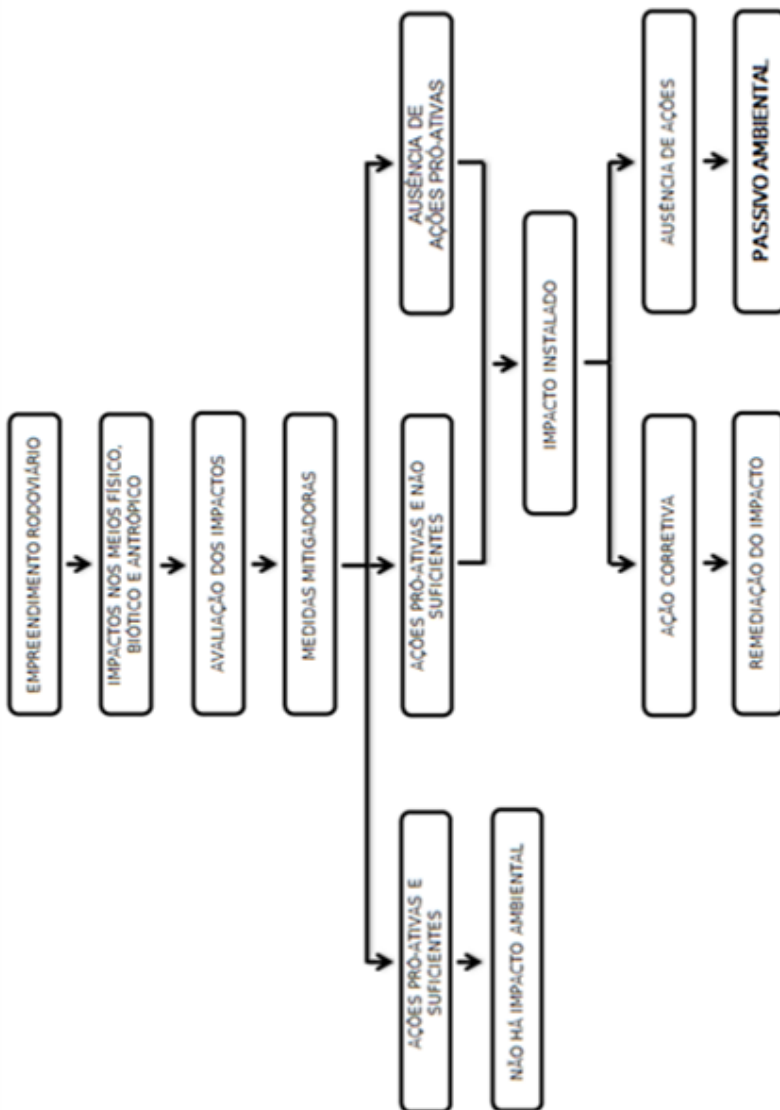 EMPREENDIMENTO RODOVIÁRIO
IMPACTOS NOS MEIOS FÍSICO,
BIÓTICO E ANTRÓPICO
AVALIAÇÃO DOS IMPACTOS
MEDIDAS MITIGADORAS
AÇÕES PRÓ-ATIVAS E
SUFICIENTES
AÇÕES PRÓ-ATIVAS E NÃO
SUFICIENTES
AUSÊNCIA DE
AÇÕES PRÓ-ATIVAS
NÃO HÁ IMPACTO AMBIENTAL
IMPACTO INSTALADO
AÇÃO CORRETIVA
AUSÊNCIA DE AÇÕES
REMEDIAÇÃO DO IMPACTO
PASSIVO AMBIENTAL